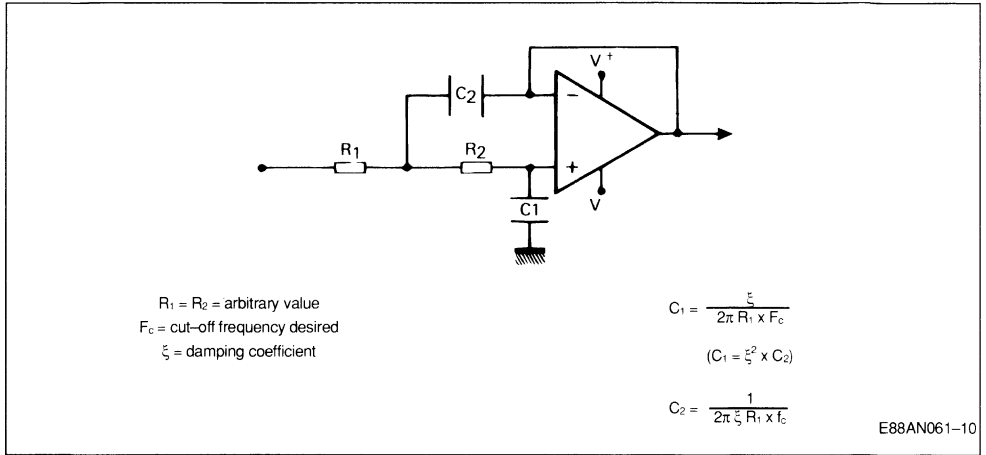 V+
C2
−
R1
R2
+
C1
V
R1 = R2 = arbitrary value
Fc = cut–off frequency desired
ξ = damping coefficient
C1 = ξ / 2π R1 x Fc
(C1 = ξ² x C2)
C2 = 1 / 2π ξ R1 x fc
E88AN061–10